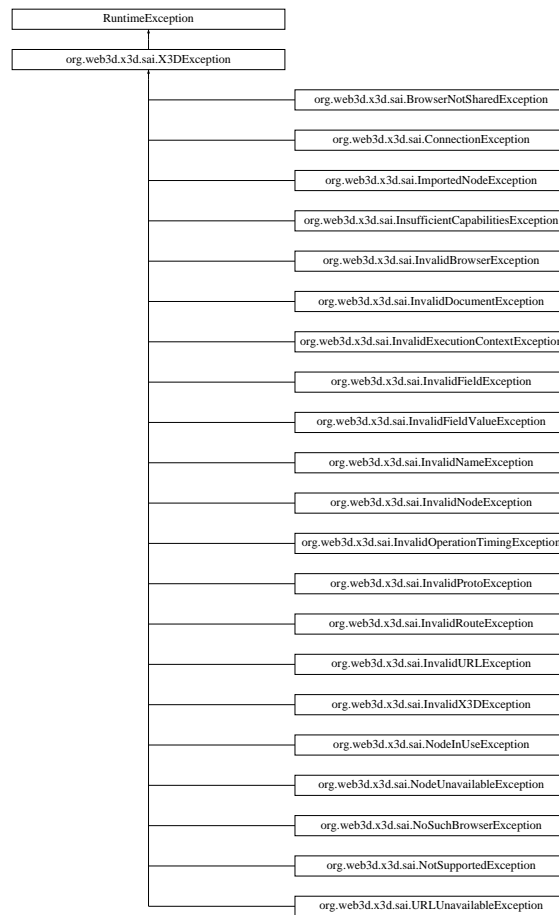 RuntimeException
org.web3d.x3d.sai.X3DException
org.web3d.x3d.sai.BrowserNotSharedException
org.web3d.x3d.sai.ConnectionException
org.web3d.x3d.sai.ImportedNodeException
org.web3d.x3d.sai.InsufficientCapabilitiesException
org.web3d.x3d.sai.InvalidBrowserException
org.web3d.x3d.sai.InvalidDocumentException
org.web3d.x3d.sai.InvalidExecutionContextException
org.web3d.x3d.sai.InvalidFieldException
org.web3d.x3d.sai.InvalidFieldValueException
org.web3d.x3d.sai.InvalidNameException
org.web3d.x3d.sai.InvalidNodeException
org.web3d.x3d.sai.InvalidOperationTimingException
org.web3d.x3d.sai.InvalidProtoException
org.web3d.x3d.sai.InvalidRouteException
org.web3d.x3d.sai.InvalidURLException
org.web3d.x3d.sai.InvalidX3DException
org.web3d.x3d.sai.NodeInUseException
org.web3d.x3d.sai.NodeUnavailableException
org.web3d.x3d.sai.NoSuchBrowserException
org.web3d.x3d.sai.NotSupportedException
org.web3d.x3d.sai.URLUnavailableException